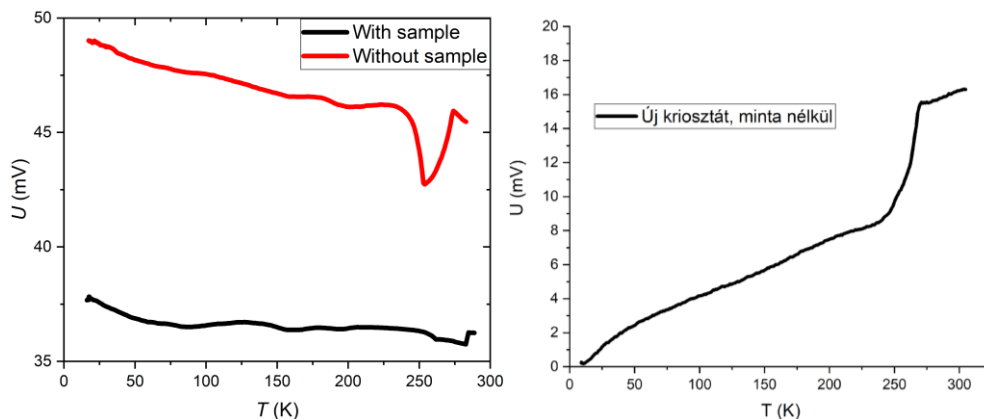 50
45
40
35
U (mV)
With sample
Without sample
0 50 100 150 200 250 300
T (K)
20
18
16
14
12
10
8
6
4
2
0
U (mV)
Új kriosztát, minta nélkül
0 50 100 150 200 250 300
T (K)